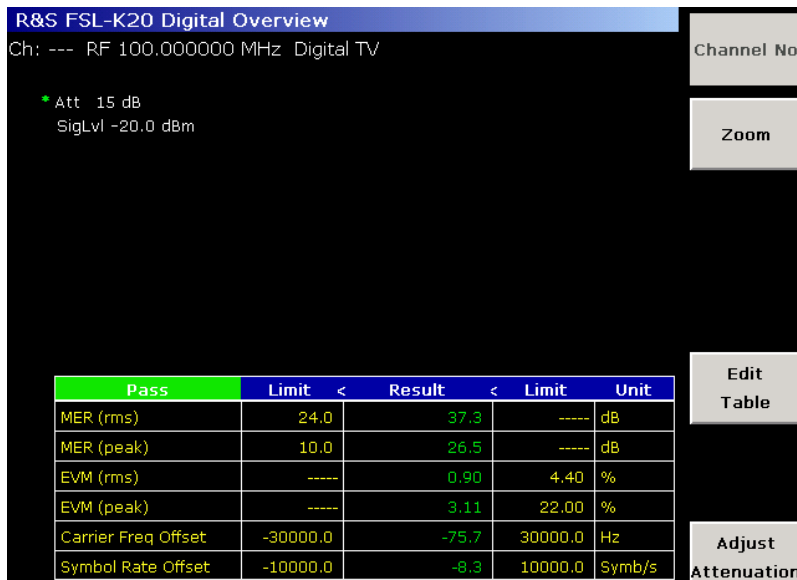 R&S FSL-K20 Digital Overview
Ch: --- RF 100.000000 MHz Digital TV
Channel No
* Att 15 dB
SigLvl -20.0 dBm
Zoom
Edit
Table
Pass Limit < Result < Limit Unit
MER (rms) 24.0 37.3 ----- dB
MER (peak) 10.0 26.5 ----- dB
EVM (rms) ----- 0.90 4.40 %
EVM (peak) ----- 3.11 22.00 %
Carrier Freq Offset -30000.0 -75.7 30000.0 Hz
Symbol Rate Offset -10000.0 -8.3 10000.0 Symb/s
Adjust
Attenuation